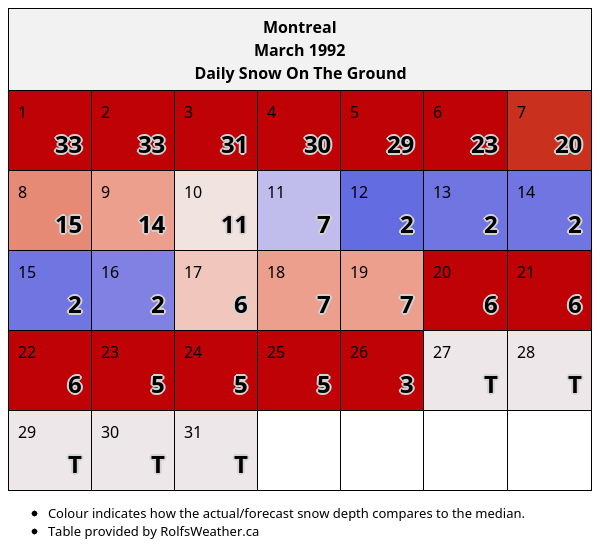 Montreal
March 1992
Daily Snow On The Ground
1 2 3 4 5 6 7
33 33 31 30 29 23 20
8 9 10 11 12 13 14
15 14 11 7 2 2 2
15 16 17 18 19 20 21
2 2 6 7 7 6 6
22 23 24 25 26 27 28
6 5 5 5 3 T T
29 30 31
T T T
• Colour indicates how the actual/forecast snow depth compares to the median.
• Table provided by RolfsWeather.ca